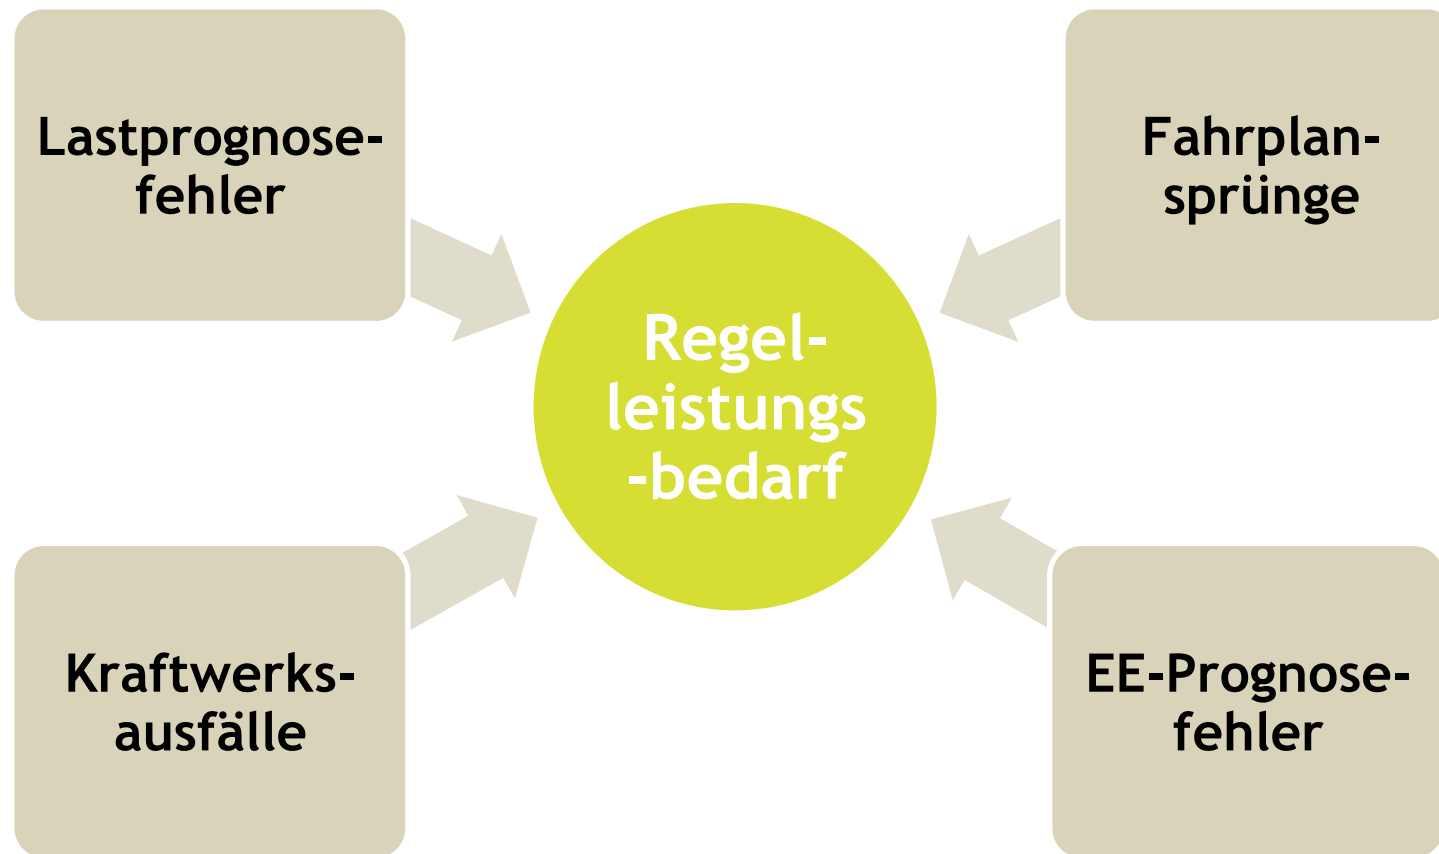 Lastprognose-
fehler
Fahrplan-
sprünge
Regel-
leistungs
-bedarf
Kraftwerks-
ausfälle
EE-Prognose-
fehler